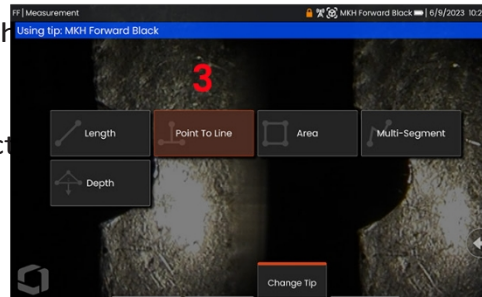 FF | Measurement MKH Forward Black | 6/9/2023 10:2
Using tip: MKH Forward Black
3
Length Point To Line Area Multi-Segment
Depth
Change Tip